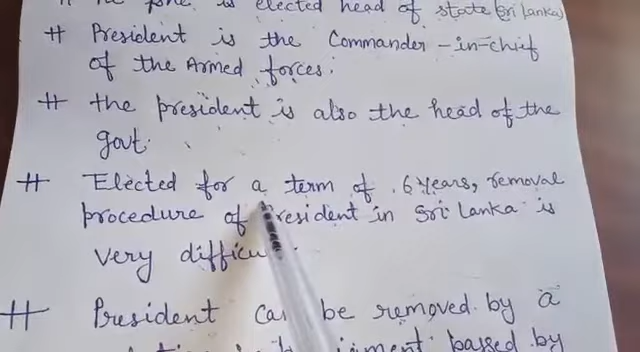 is elected head of state (Sri lanka)
# President is the Commander-in-chief
of the Armed forces.
# the president is also the head of the
govt.
# Elected for a term of 6 years, removal
procedure of President in Sri Lanka is
very
# President can be removed by a
passed by